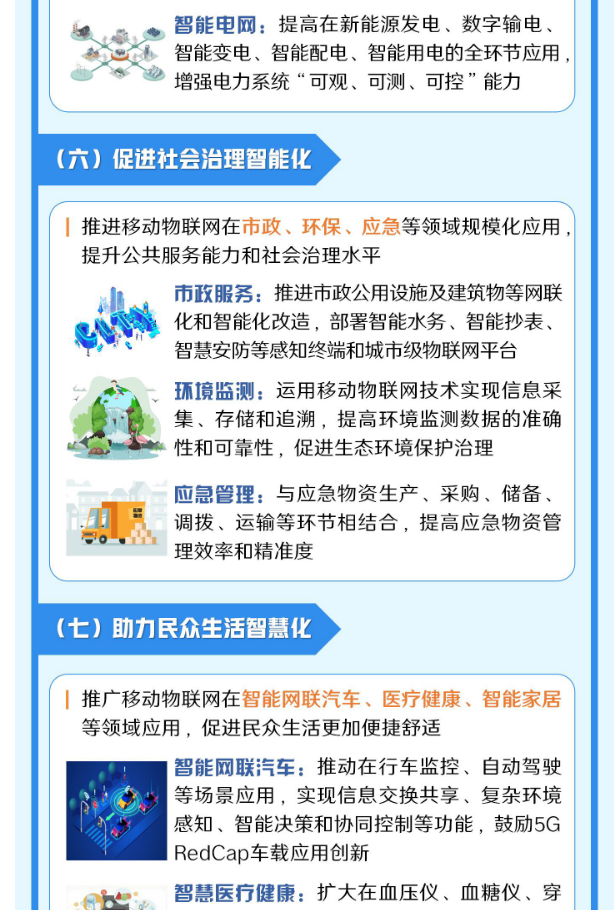 智能电网：提高在新能源发电、数字输电、
智能变电、智能配电、智能用电的全环节应用，
增强电力系统“可观、可测、可控”能力
（六）促进社会治理智能化
推进移动物联网在市政、环保、应急等领域规模化应用，
提升公共服务能力和社会治理水平
市政服务：推进市政公用设施及建筑物等网联
化和智能化改造，部署智能水务、智能抄表、
智慧安防等感知终端和城市级物联网平台
环境监测：运用移动物联网技术实现信息采
集、存储和追溯，提高环境监测数据的准确
性和可靠性，促进生态环境保护治理
应急管理：与应急物资生产、采购、储备、
调拨、运输等环节相结合，提高应急物资管
理效率和精准度
（七）助力民众生活智慧化
推广移动物联网在智能网联汽车、医疗健康、智能家居
等领域应用，促进民众生活更加便捷舒适
智能网联汽车：推动在行车监控、自动驾驶
等场景应用，实现信息交换共享、复杂环境
感知、智能决策和协同控制等功能，鼓励5G
RedCap车载应用创新
智慧医疗健康：扩大在血压仪、血糖仪、穿